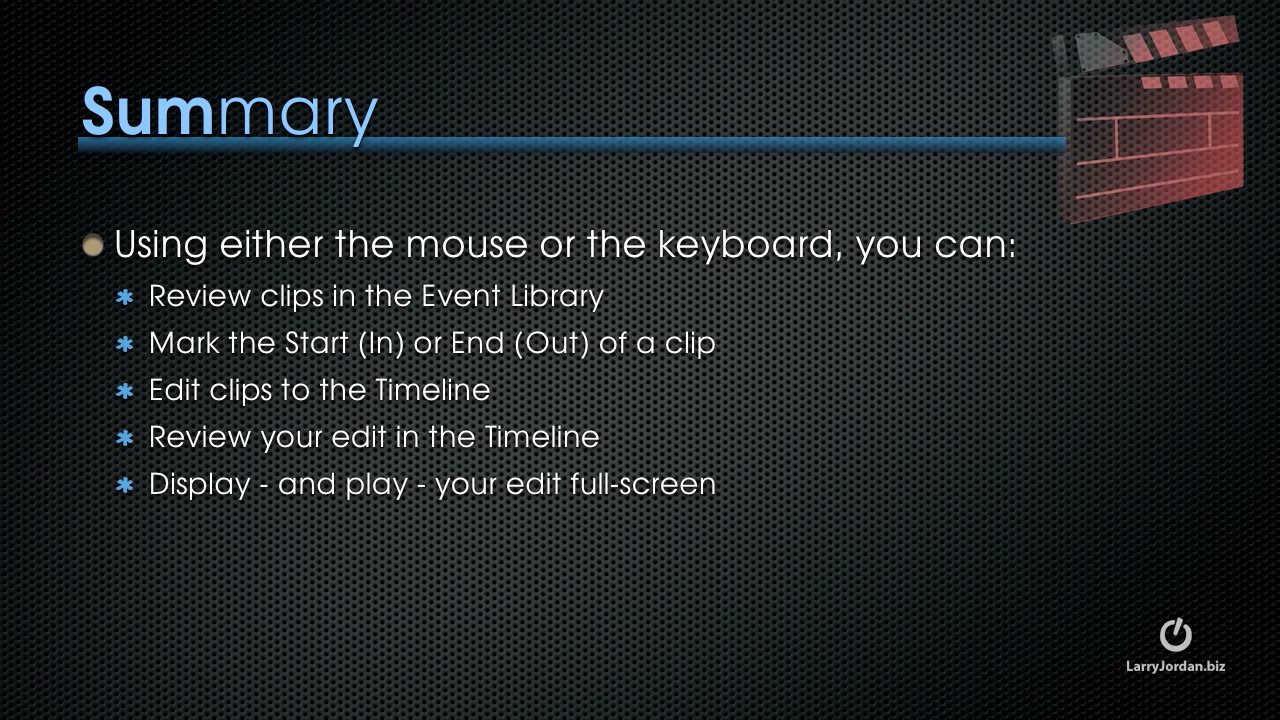 Summary
Using either the mouse or the keyboard, you can:
Review clips in the Event Library
Mark the Start (In) or End (Out) of a clip
Edit clips to the Timeline
Review your edit in the Timeline
Display - and play - your edit full-screen
LarryJordan.biz